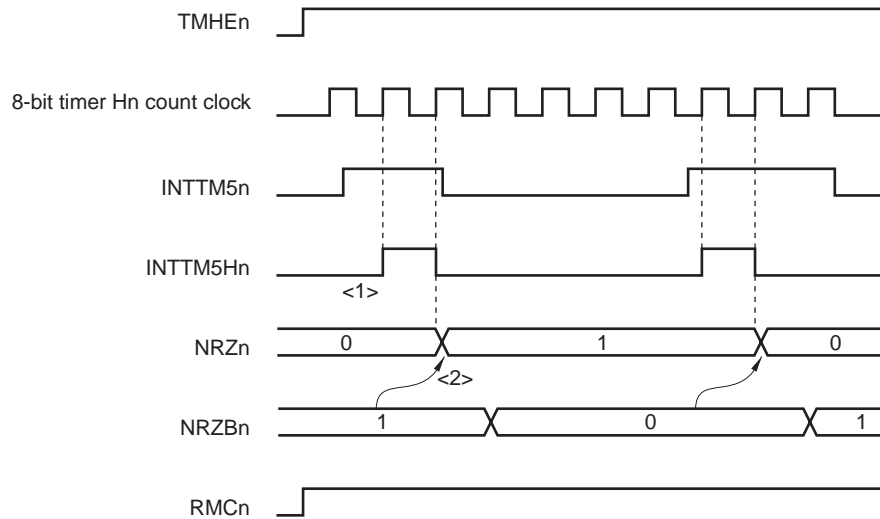 TMHEn
8-bit timer Hn count clock
INTTM5n
INTTM5Hn
<1>
NRZn 0 1 0
<2>
NRZBn 1 0 1
RMCn